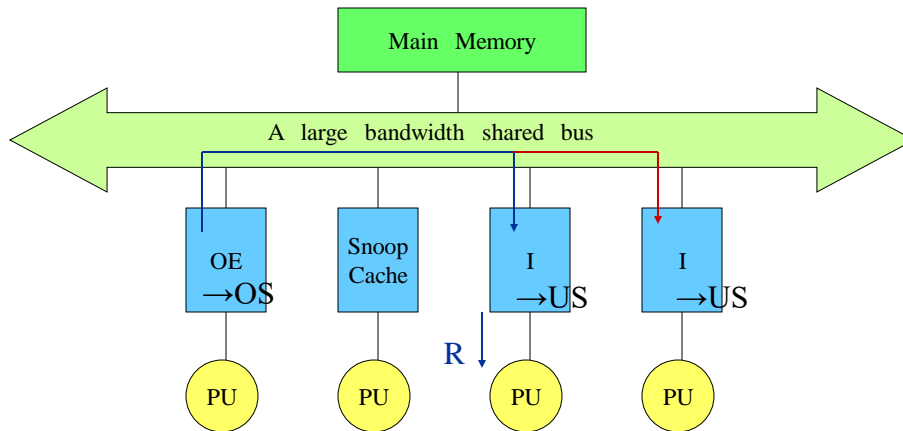 Main Memory
A large bandwidth shared bus
OE
→OS
Snoop
Cache
I
→US
I
→US
R
PU
PU
PU
PU